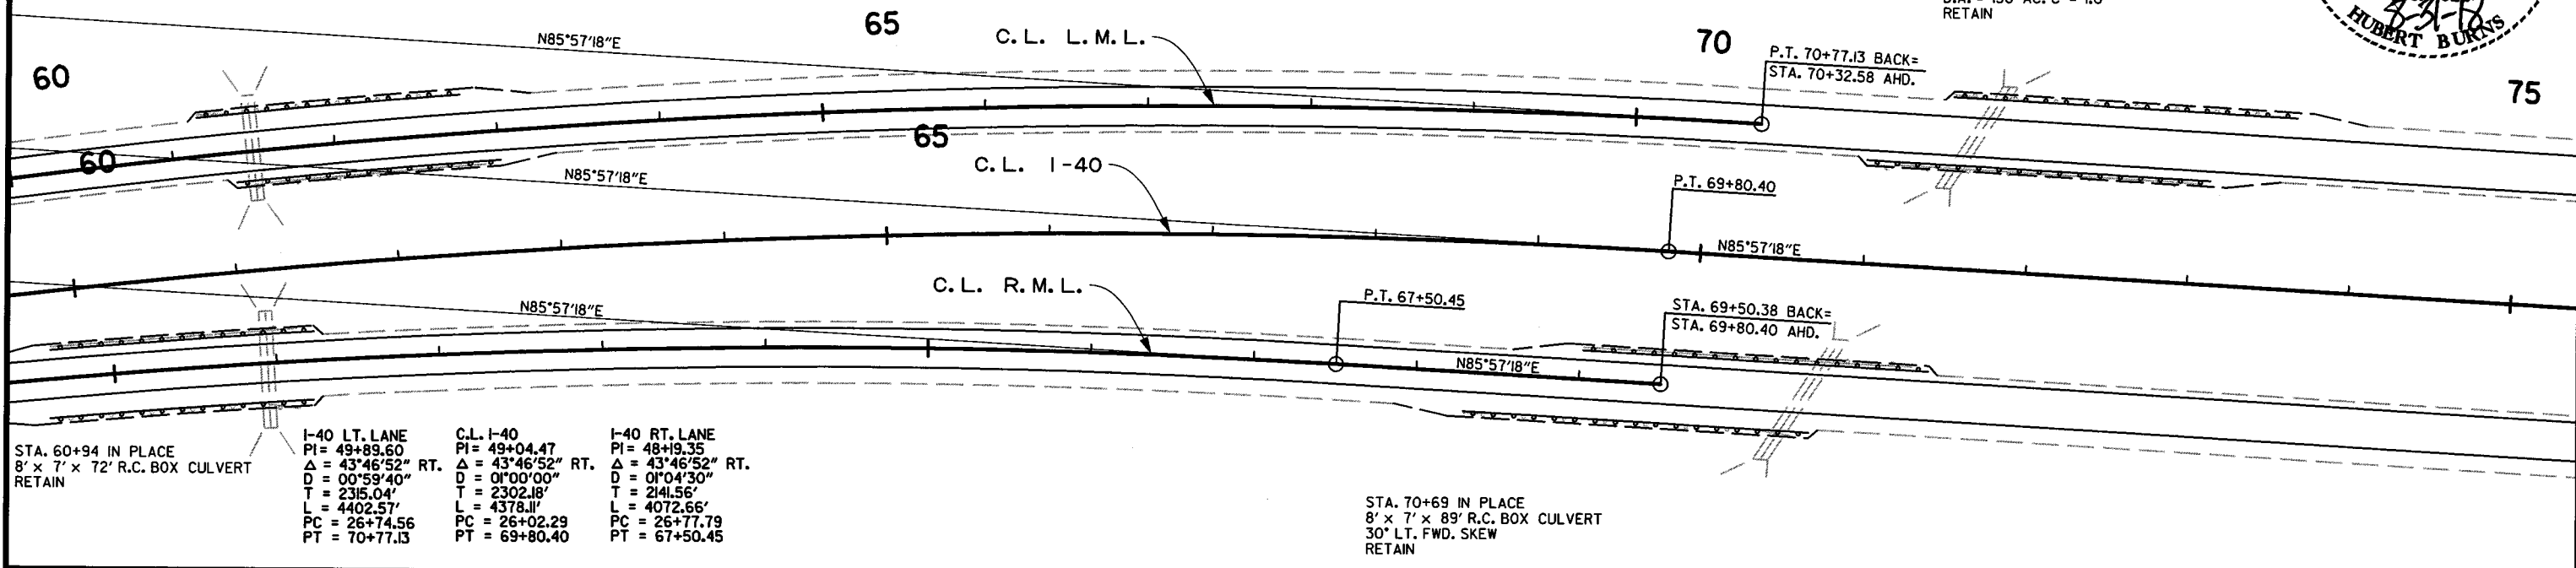 RETAIN
8-31-18
HUBERT BURNS
65
C.L. L.M.L.
70
P.T. 70+77.13 BACK=
STA. 70+32.58 AHD.
N85°57'18"E
60
75
60
65
C.L. I-40
N85°57'18"E
P.T. 69+80.40
N85°57'18"E
C.L. R.M.L.
N85°57'18"E
P.T. 67+50.45
STA. 69+50.38 BACK=
STA. 69+80.40 AHD.
N85°57'18"E
STA. 60+94 IN PLACE
8' x 7' x 72' R.C. BOX CULVERT
RETAIN
I-40 LT. LANE
PI= 49+89.60
Δ = 43°46'52" RT.
D = 00°59'40"
T = 2315.04'
L = 4402.57'
PC = 26+74.56
PT = 70+77.13
C.L. I-40
PI= 49+04.47
Δ = 43°46'52" RT.
D = 01°00'00"
T = 2302.18'
L = 4378.11'
PC = 26+02.29
PT = 69+80.40
I-40 RT. LANE
PI= 48+19.35
Δ = 43°46'52" RT.
D = 01°04'30"
T = 2141.56'
L = 4072.66'
PC = 26+77.79
PT = 67+50.45
STA. 70+69 IN PLACE
8' x 7' x 89' R.C. BOX CULVERT
30° LT. FWD. SKEW
RETAIN